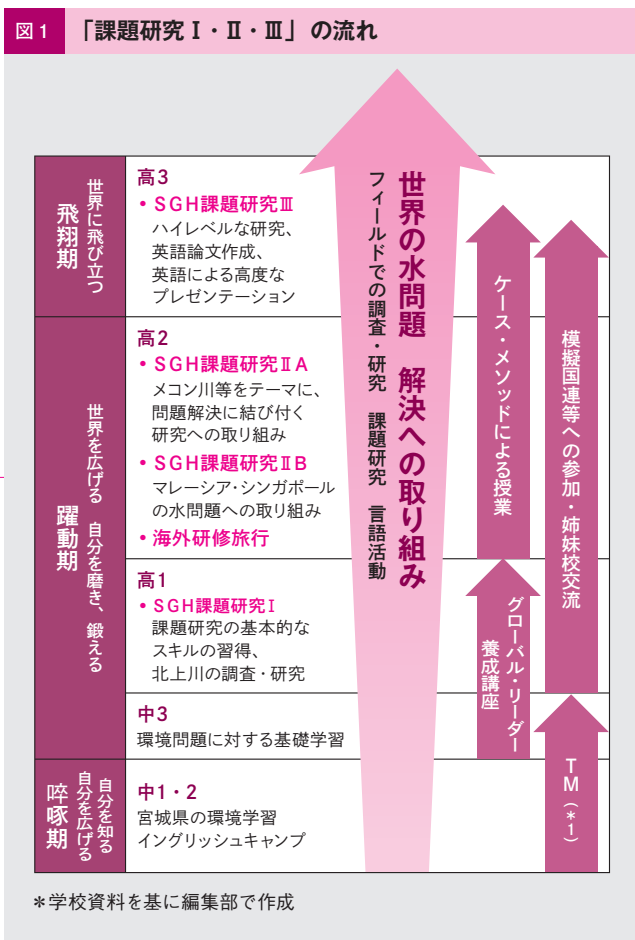 図1 「課題研究Ⅰ・Ⅱ・Ⅲ」の流れ
世界に飛び立つ
飛翔期
高3
・SGH課題研究Ⅲ
ハイレベルな研究、
英語論文作成、
英語による高度な
プレゼンテーション
世界を広げる 自分を磨き、鍛える
躍動期
高2
・SGH課題研究ⅡA
メコン川等をテーマに、
問題解決に結び付く
研究への取り組み
・SGH課題研究ⅡB
マレーシア・シンガポール
の水問題への取り組み
・海外研修旅行
高1
・SGH課題研究Ⅰ
課題研究の基本的な
スキルの習得、
北上川の調査・研究
中3
環境問題に対する基礎学習
自分を知る
自分を広げる
啐啄期
中1・2
宮城県の環境学習
イングリッシュキャンプ
世界の水問題 解決への取り組み
フィールドでの調査・研究 課題研究 言語活動
ケース・メソッドによる授業
グローバル・リーダー
養成講座
模擬国連等への参加・姉妹校交流
TM(*1)
*学校資料を基に編集部で作成